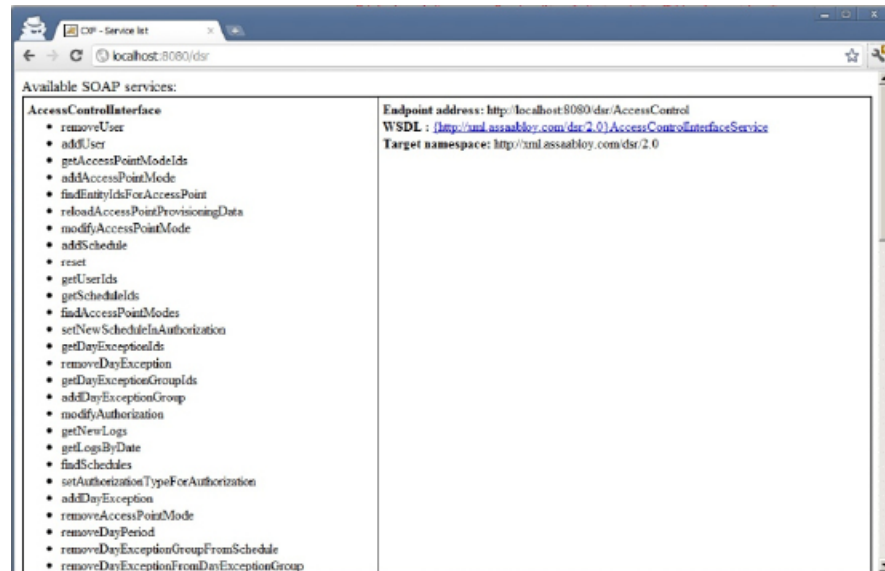 CXF - Service list
localhost:8080/dsr
Available SOAP services:
AccessControlInterface
removeUser
addUser
getAccessPointModeIds
addAccessPointMode
findEntityIdsForAccessPoint
reloadAccessPointProvisioningData
modifyAccessPointMode
addSchedule
reset
getUserIds
getScheduleIds
findAccessPointModes
setNewScheduleInAuthorization
getDayExceptionIds
removeDayException
getDayExceptionGroupIds
addDayExceptionGroup
modifyAuthorization
getNewLogs
getLogsByDate
findSchedules
setAuthorizationTypeForAuthorization
addDayException
removeAccessPointMode
removeDayPeriod
removeDayExceptionGroupFromSchedule
removeDayExceptionFromDayExceptionGroup
Endpoint address: http://localhost:8080/dsr/AccessControl
WSDL : {http://xml.assaabloy.com/dsr/2.0}AccessControlInterfaceService
Target namespace: http://xml.assaabloy.com/dsr/2.0